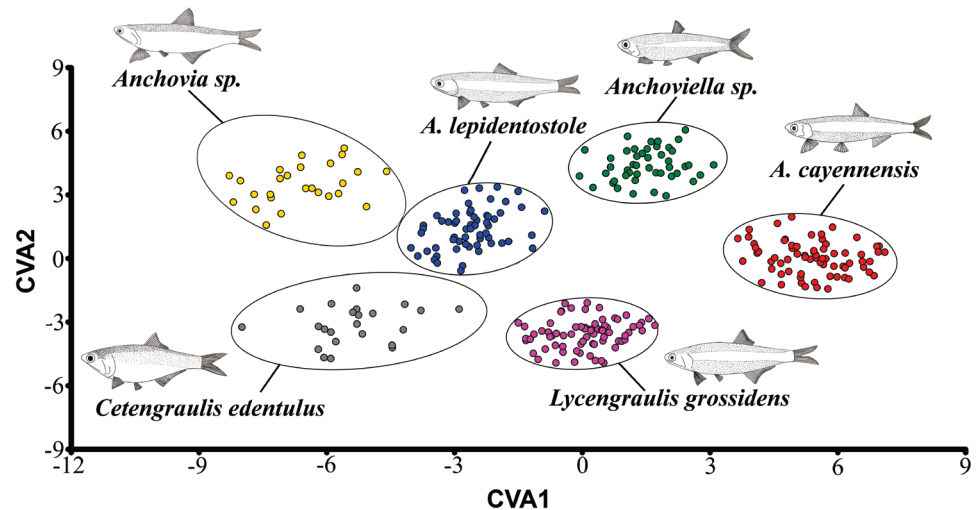 Anchovia sp.
A. lepidentostole
Anchoviella sp.
A. cayennensis
Cetengraulis edentulus
Lycengraulis grossidens
CVA2
9
6
3
0
-3
-6
-9
-12
-9
-6
-3
0
3
6
9
CVA1